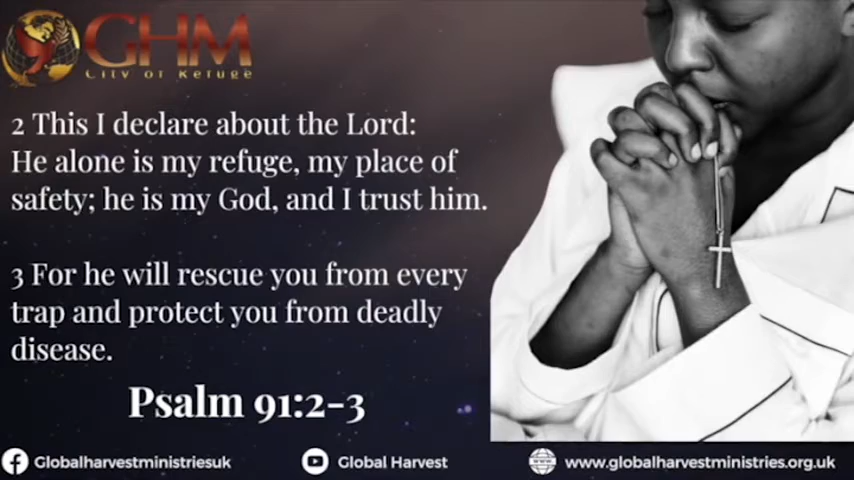 GHM
City of Refuge
2 This I declare about the Lord:
He alone is my refuge, my place of
safety; he is my God, and I trust him.
3 For he will rescue you from every
trap and protect you from deadly
disease.
Psalm 91:2-3
Globalharvestministriesuk
Global Harvest
www.globalharvestministries.org.uk